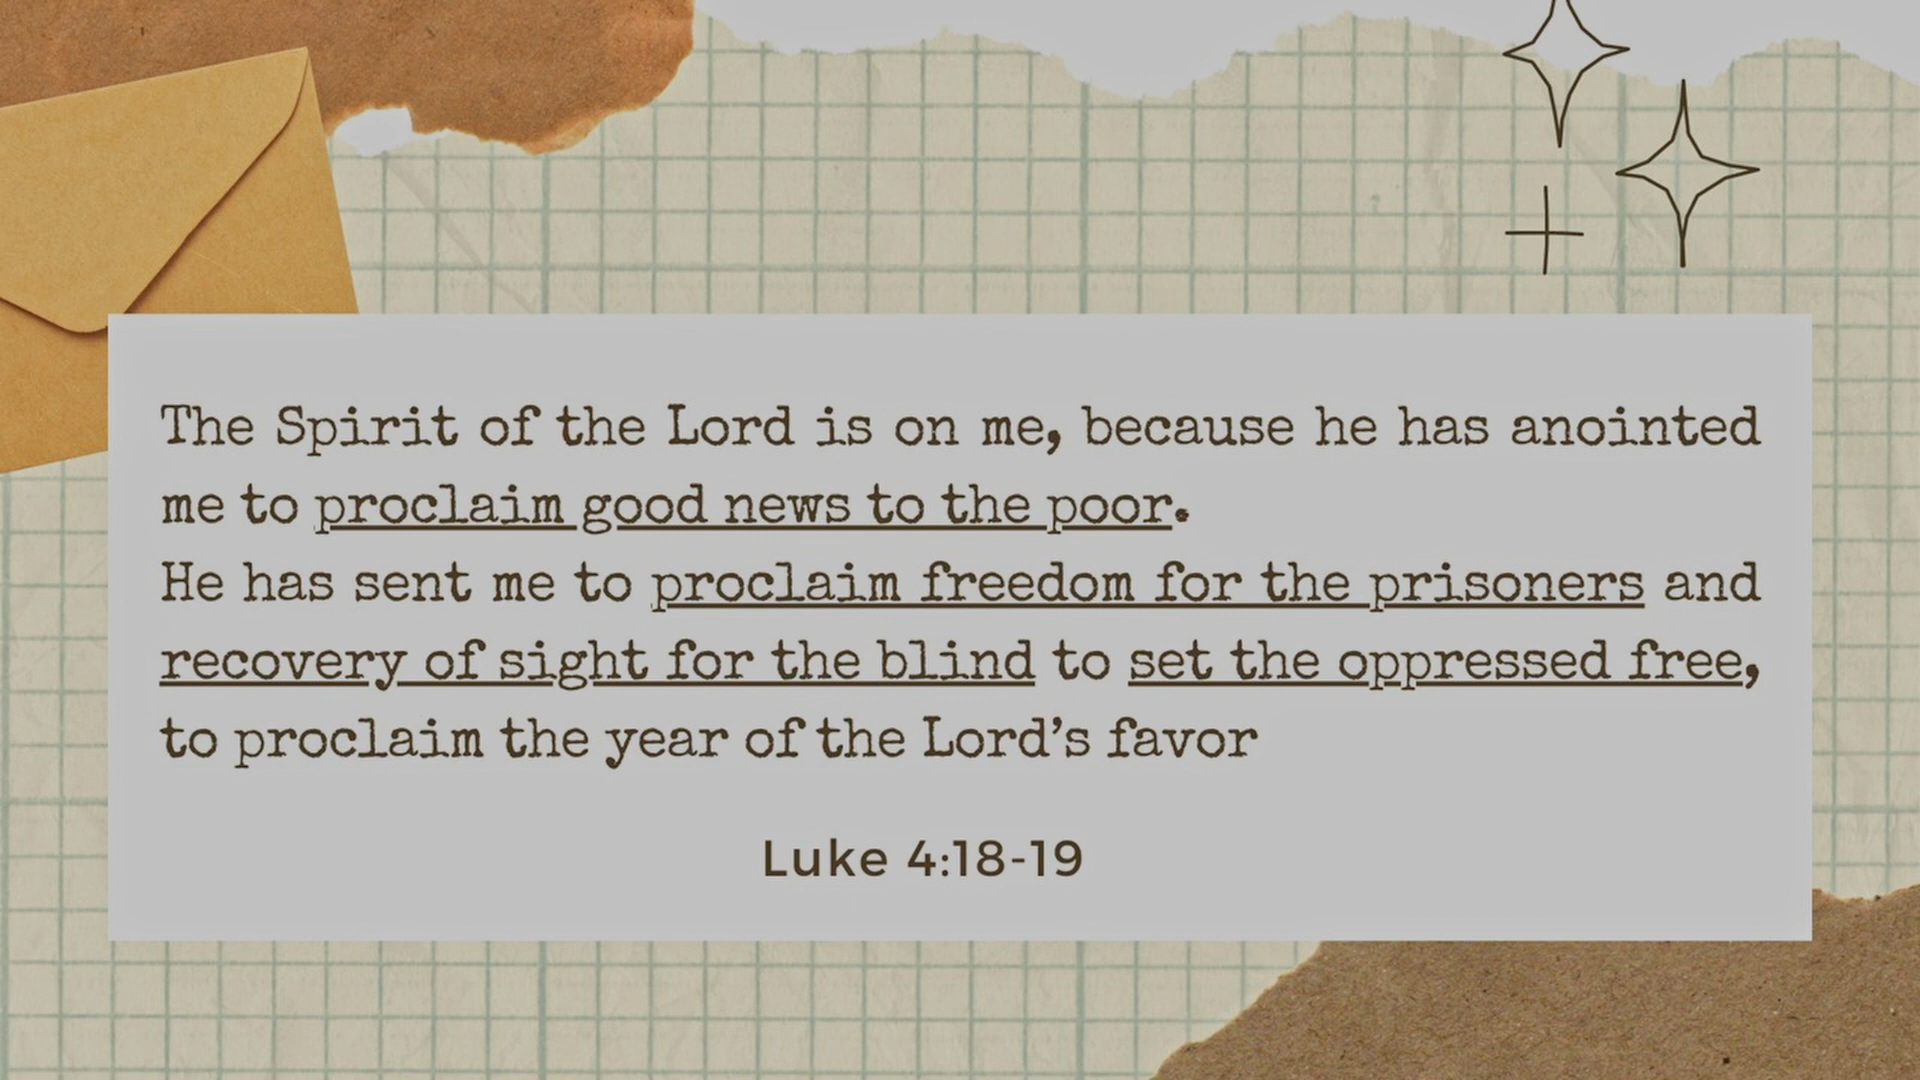 The Spirit of the Lord is on me, because he has anointed
me to proclaim good news to the poor.
He has sent me to proclaim freedom for the prisoners and
recovery of sight for the blind to set the oppressed free,
to proclaim the year of the Lord’s favor
Luke 4:18-19